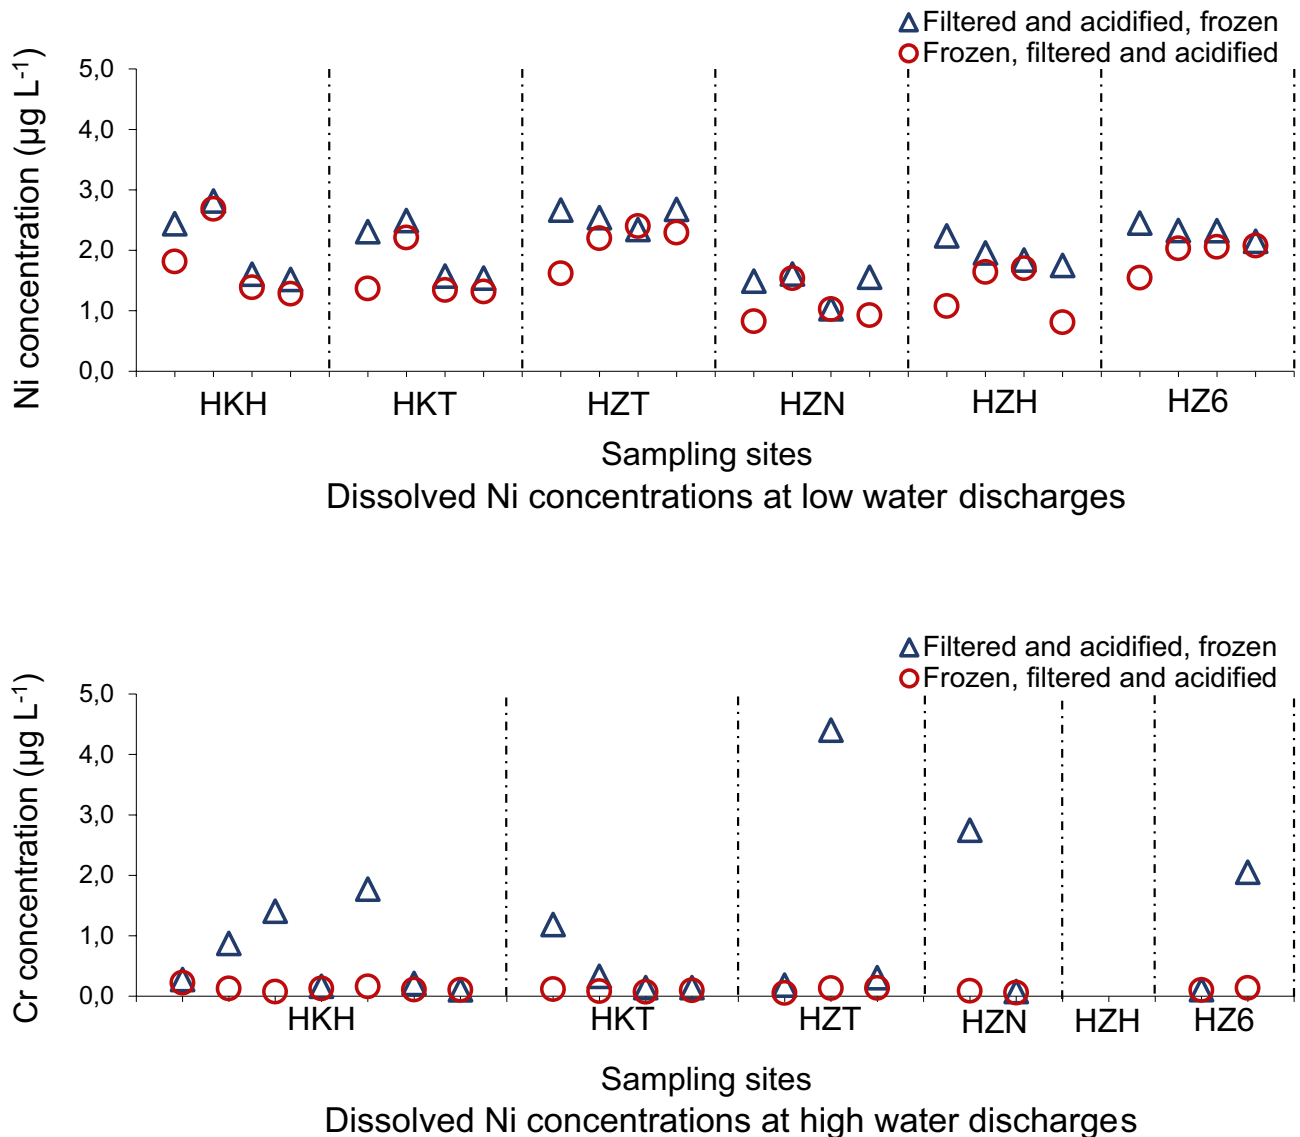 Filtered and acidified, frozen
Frozen, filtered and acidified
Ni concentration (µg L⁻¹)
5,0
4,0
3,0
2,0
1,0
0,0
HKH HKT HZT HZN HZH HZ6
Sampling sites
Dissolved Ni concentrations at low water discharges
Filtered and acidified, frozen
Frozen, filtered and acidified
Cr concentration (µg L⁻¹)
5,0
4,0
3,0
2,0
1,0
0,0
HKH HKT HZT HZN HZH HZ6
Sampling sites
Dissolved Ni concentrations at high water discharges